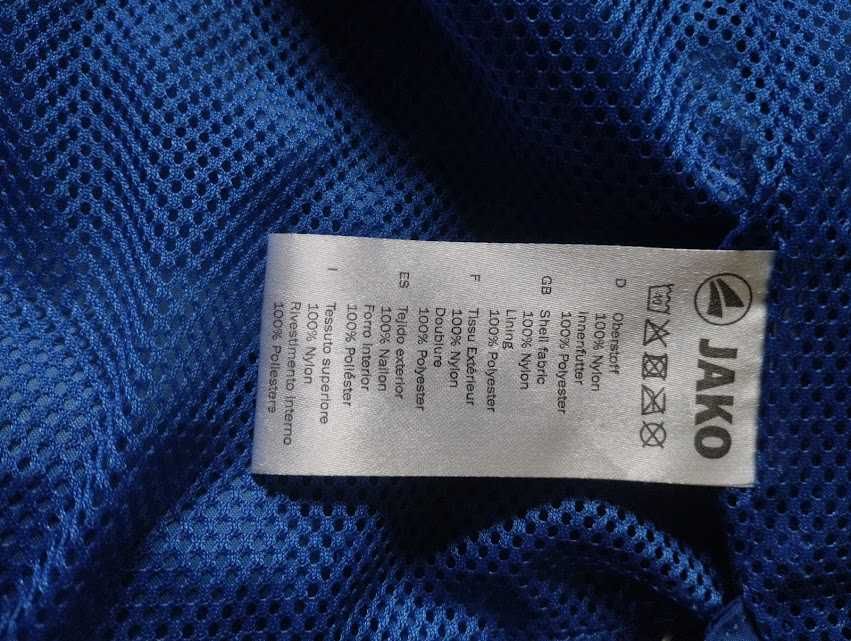 JAKO
40
D Oberstoff
100% Nylon
Innenfutter
100% Polyester
GB Shell fabric
100% Nylon
Lining
100% Polyester
F Tissu Extérieur
100% Nylon
Doublure
100% Polyester
ES Tejido exterior
100% Nailon
Forro Interior
100% Poliéster
I Tessuto superiore
100% Nylon
Rivestimento interno
100% Poliestere